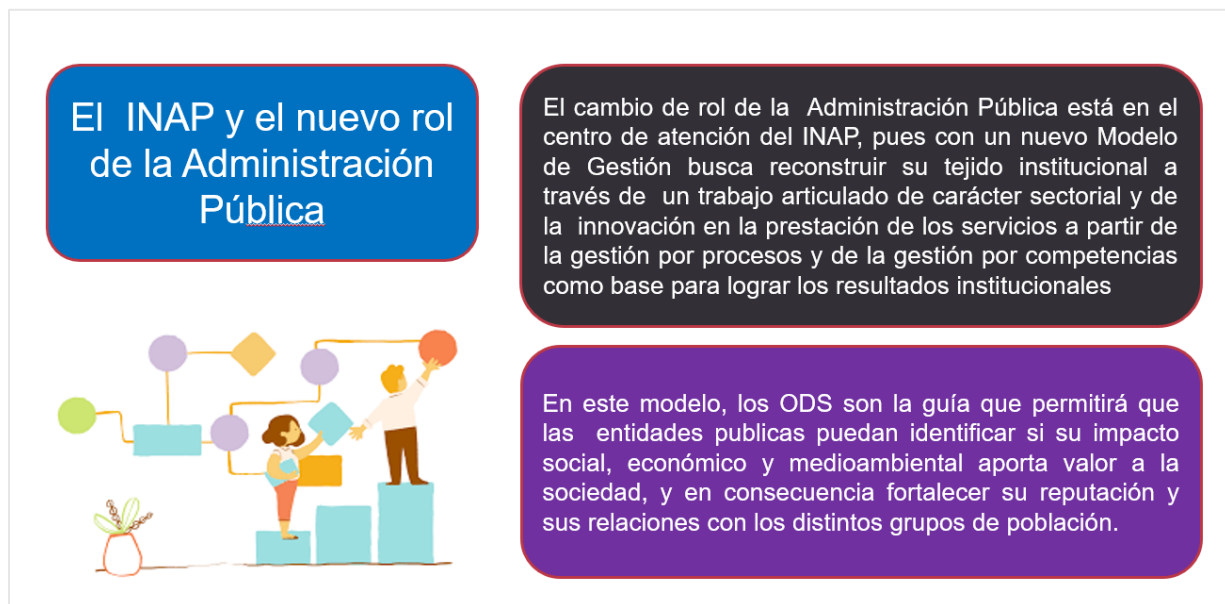 El INAP y el nuevo rol
de la Administración
Pública
El cambio de rol de la Administración Pública está en el
centro de atención del INAP, pues con un nuevo Modelo
de Gestión busca reconstruir su tejido institucional a
través de un trabajo articulado de carácter sectorial y de
la innovación en la prestación de los servicios a partir de
la gestión por procesos y de la gestión por competencias
como base para lograr los resultados institucionales
En este modelo, los ODS son la guía que permitirá que
las entidades publicas puedan identificar si su impacto
social, económico y medioambiental aporta valor a la
sociedad, y en consecuencia fortalecer su reputación y
sus relaciones con los distintos grupos de población.